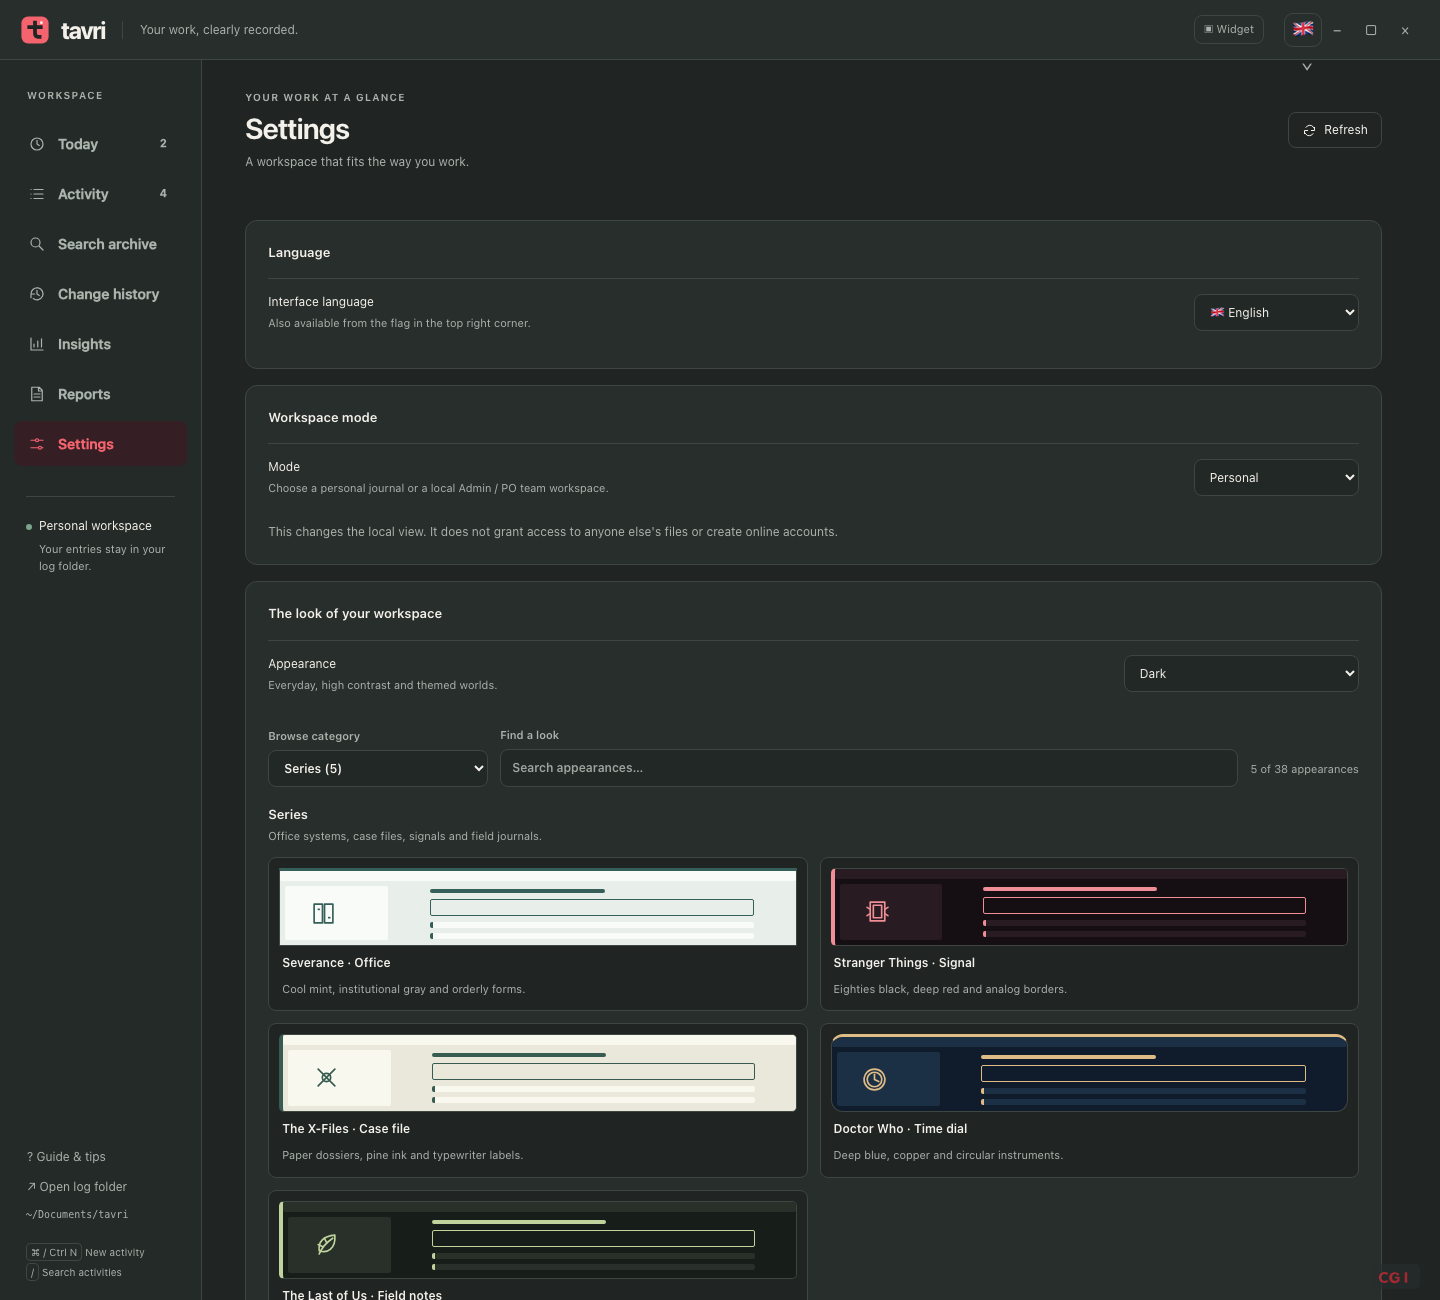 tavri
Your work, clearly recorded.
Widget
WORKSPACE
Today 2
Activity 4
Search archive
Change history
Insights
Reports
Settings
Personal workspace
Your entries stay in your
log folder.
? Guide & tips
↗ Open log folder
~/Documents/tavri
⌘ / Ctrl N New activity
/ Search activities
YOUR WORK AT A GLANCE
Settings
A workspace that fits the way you work.
Refresh
Language
Interface language
Also available from the flag in the top right corner.
🇬🇧 English
Workspace mode
Mode
Choose a personal journal or a local Admin / PO team workspace.
Personal
This changes the local view. It does not grant access to anyone else's files or create online accounts.
The look of your workspace
Appearance
Everyday, high contrast and themed worlds.
Dark
Browse category
Find a look
Series (5)
Search appearances...
5 of 38 appearances
Series
Office systems, case files, signals and field journals.
Severance · Office
Cool mint, institutional gray and orderly forms.
Stranger Things · Signal
Eighties black, deep red and analog borders.
The X-Files · Case file
Paper dossiers, pine ink and typewriter labels.
Doctor Who · Time dial
Deep blue, copper and circular instruments.
The Last of Us · Field notes
CGI